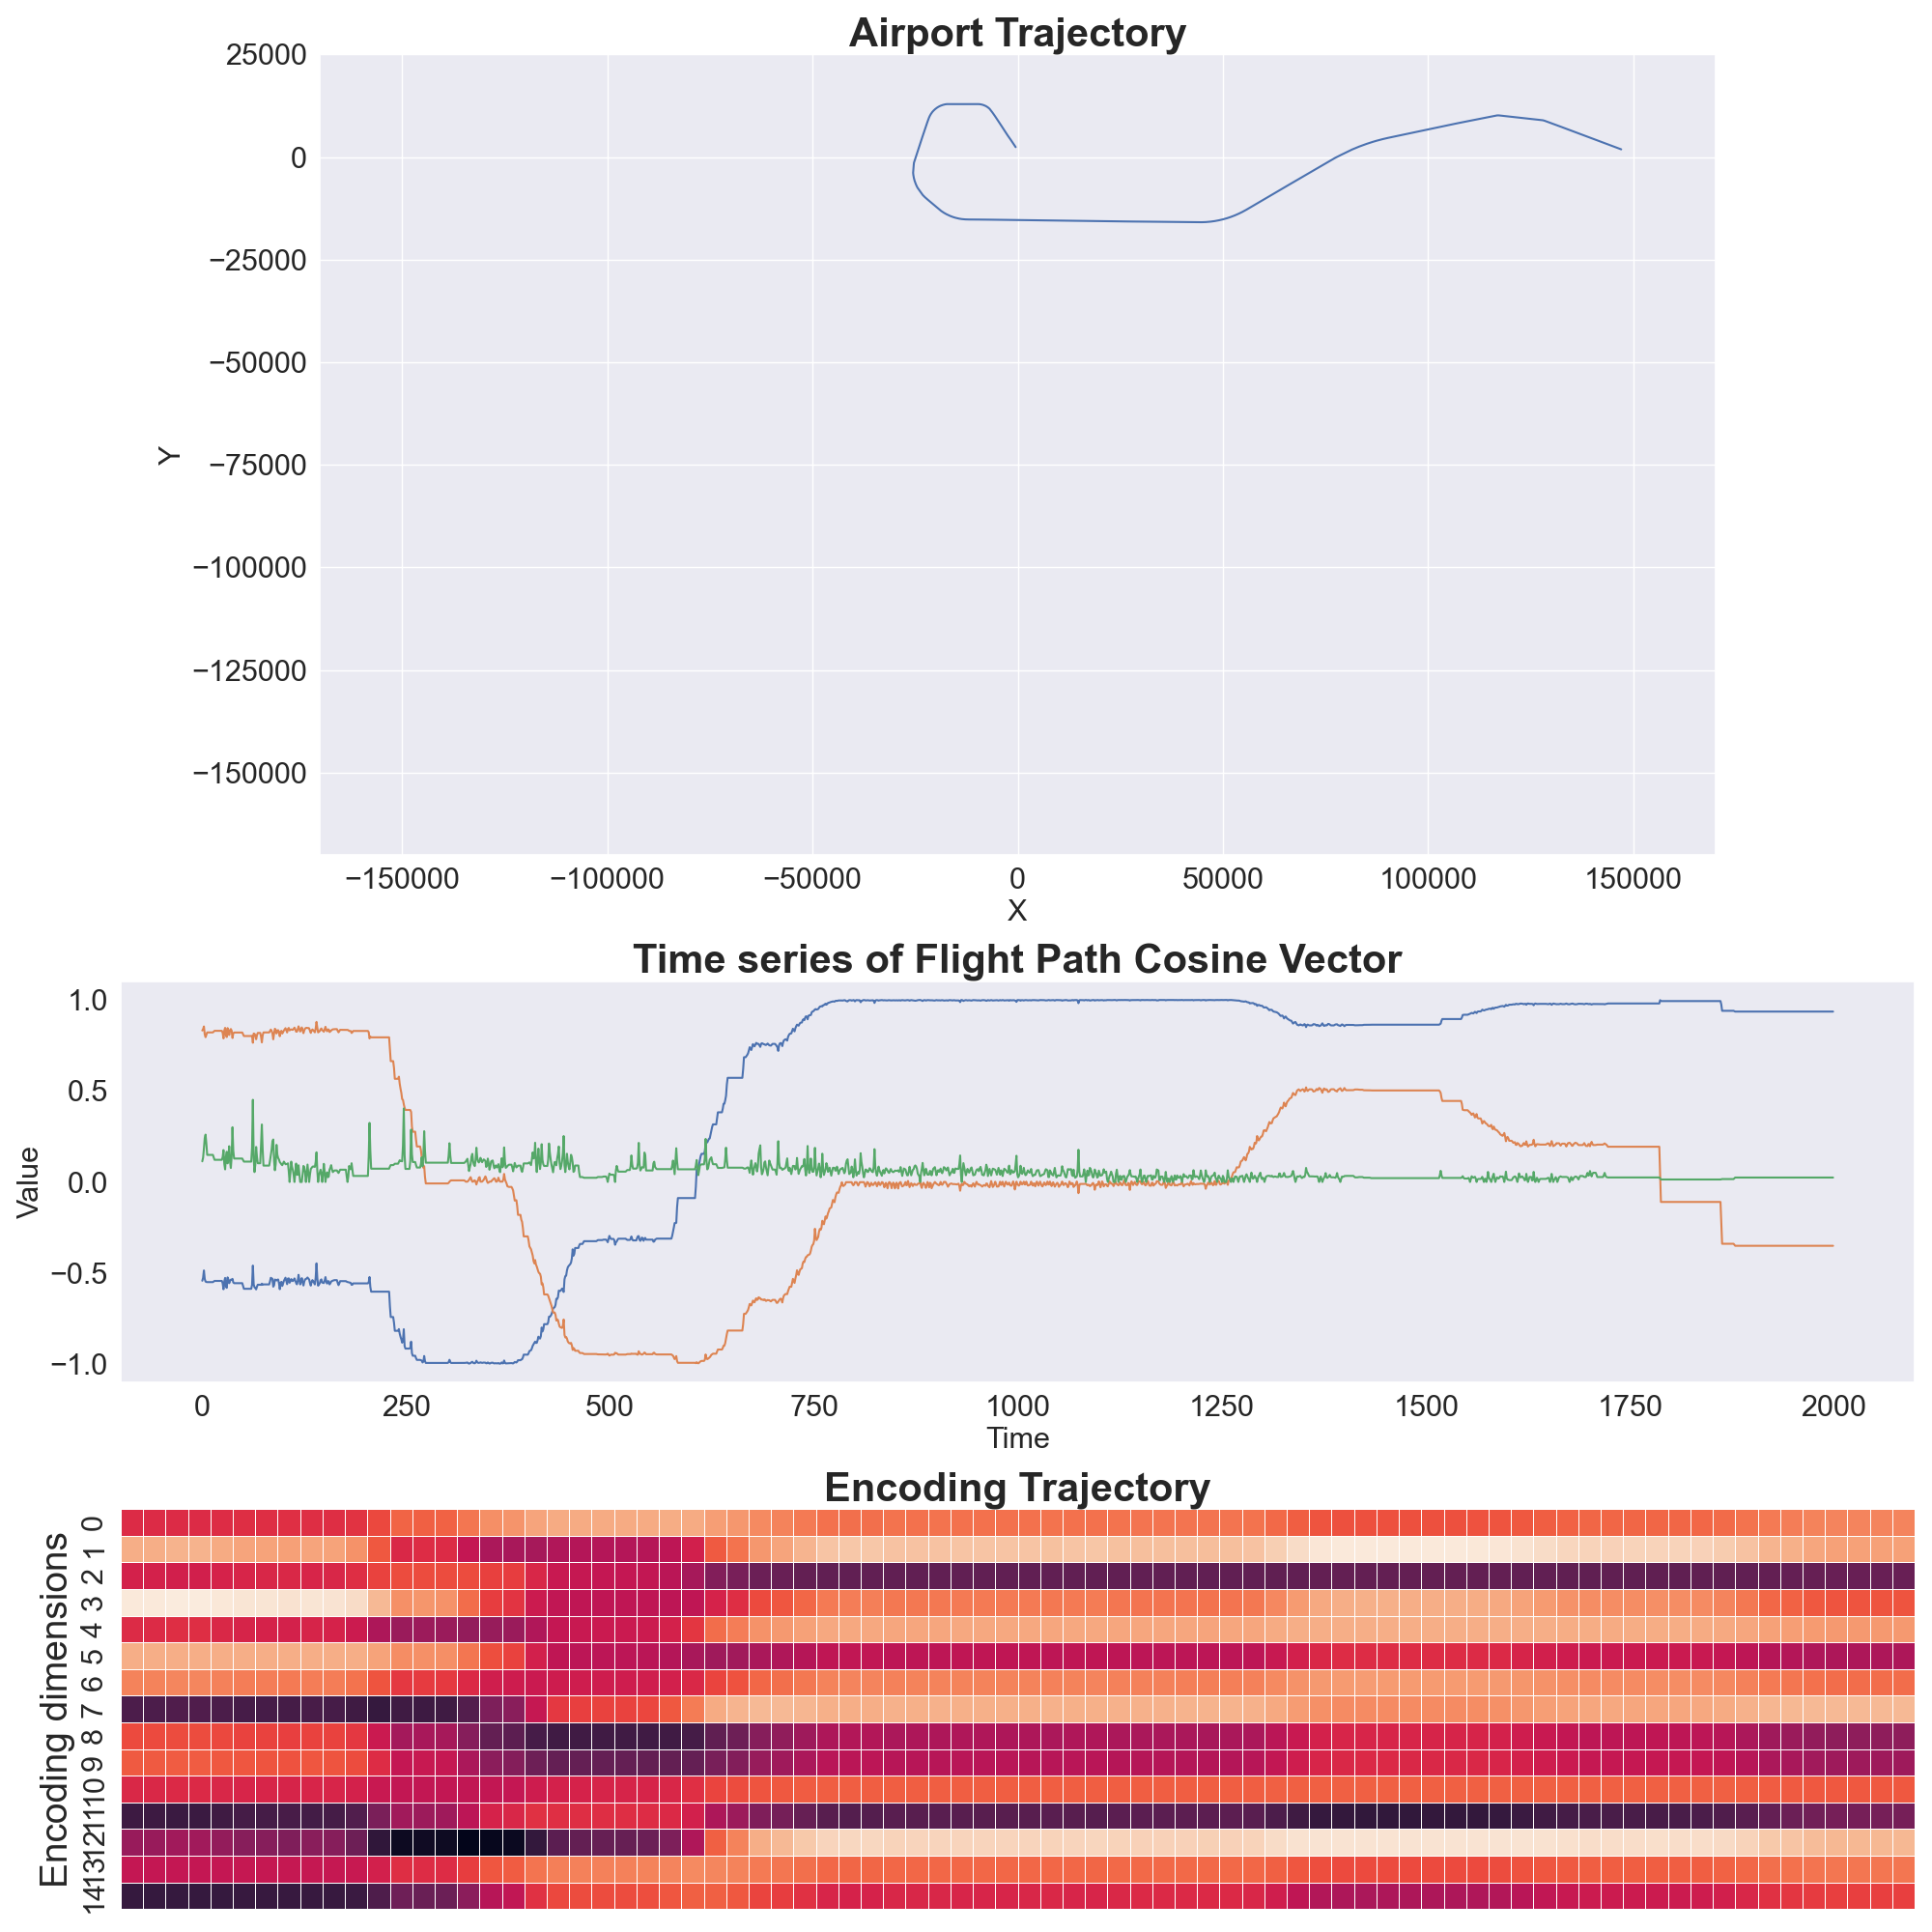 Airport Trajectory
25000
0
−25000
−50000
−75000
−100000
−125000
−150000
Y
−150000 −100000 −50000 0 50000 100000 150000
X
Time series of Flight Path Cosine Vector
1.0
0.5
0.0
−0.5
−1.0
Value
0 250 500 750 1000 1250 1500 1750 2000
Time
Encoding Trajectory
Encoding dimensions
0
1
2
3
4
5
6
7
8
9
10
11
12
13
14